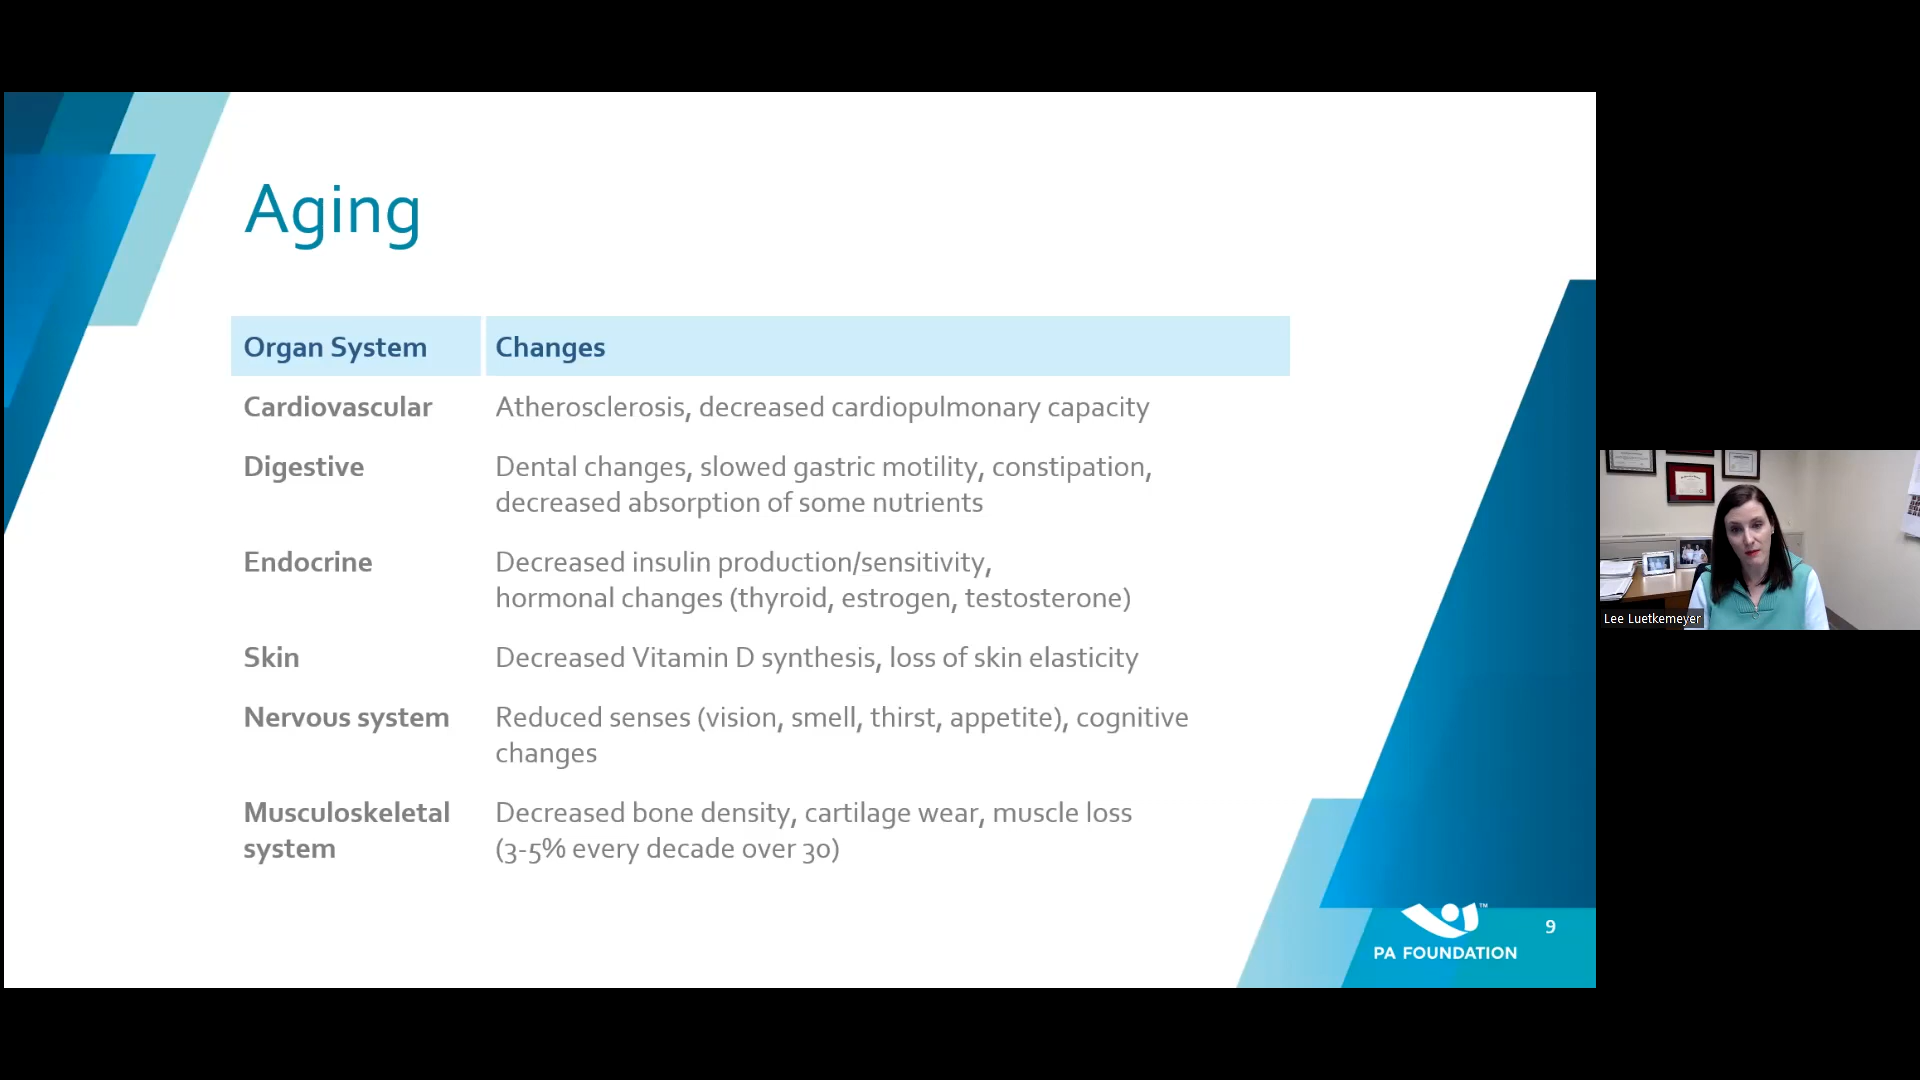 Aging
Organ System Changes
Cardiovascular Atherosclerosis, decreased cardiopulmonary capacity
Digestive Dental changes, slowed gastric motility, constipation,
decreased absorption of some nutrients
Endocrine Decreased insulin production/sensitivity,
hormonal changes (thyroid, estrogen, testosterone)
Skin Decreased Vitamin D synthesis, loss of skin elasticity
Nervous system Reduced senses (vision, smell, thirst, appetite), cognitive
changes
Musculoskeletal Decreased bone density, cartilage wear, muscle loss
system (3-5% every decade over 30)
TM
PA FOUNDATION
9
Lee Luetkemeyer